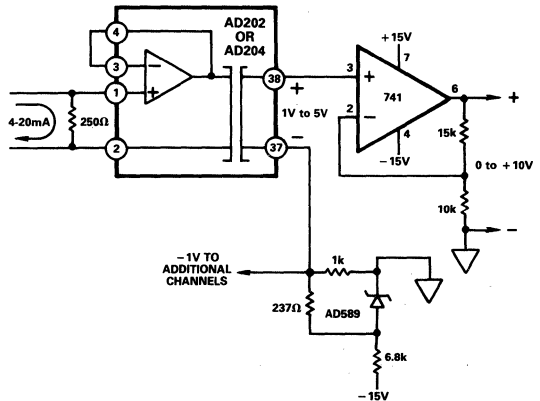 AD202
OR
AD204
4
3
1
2
38
37
4-20mA
250Ω
+
1V to 5V
−
+15V
7
3
+
2
−
741
6
4
−15V
+
15k
0 to +10V
10k
−
−1V TO
ADDITIONAL
CHANNELS
1k
237Ω
AD589
6.8k
−15V